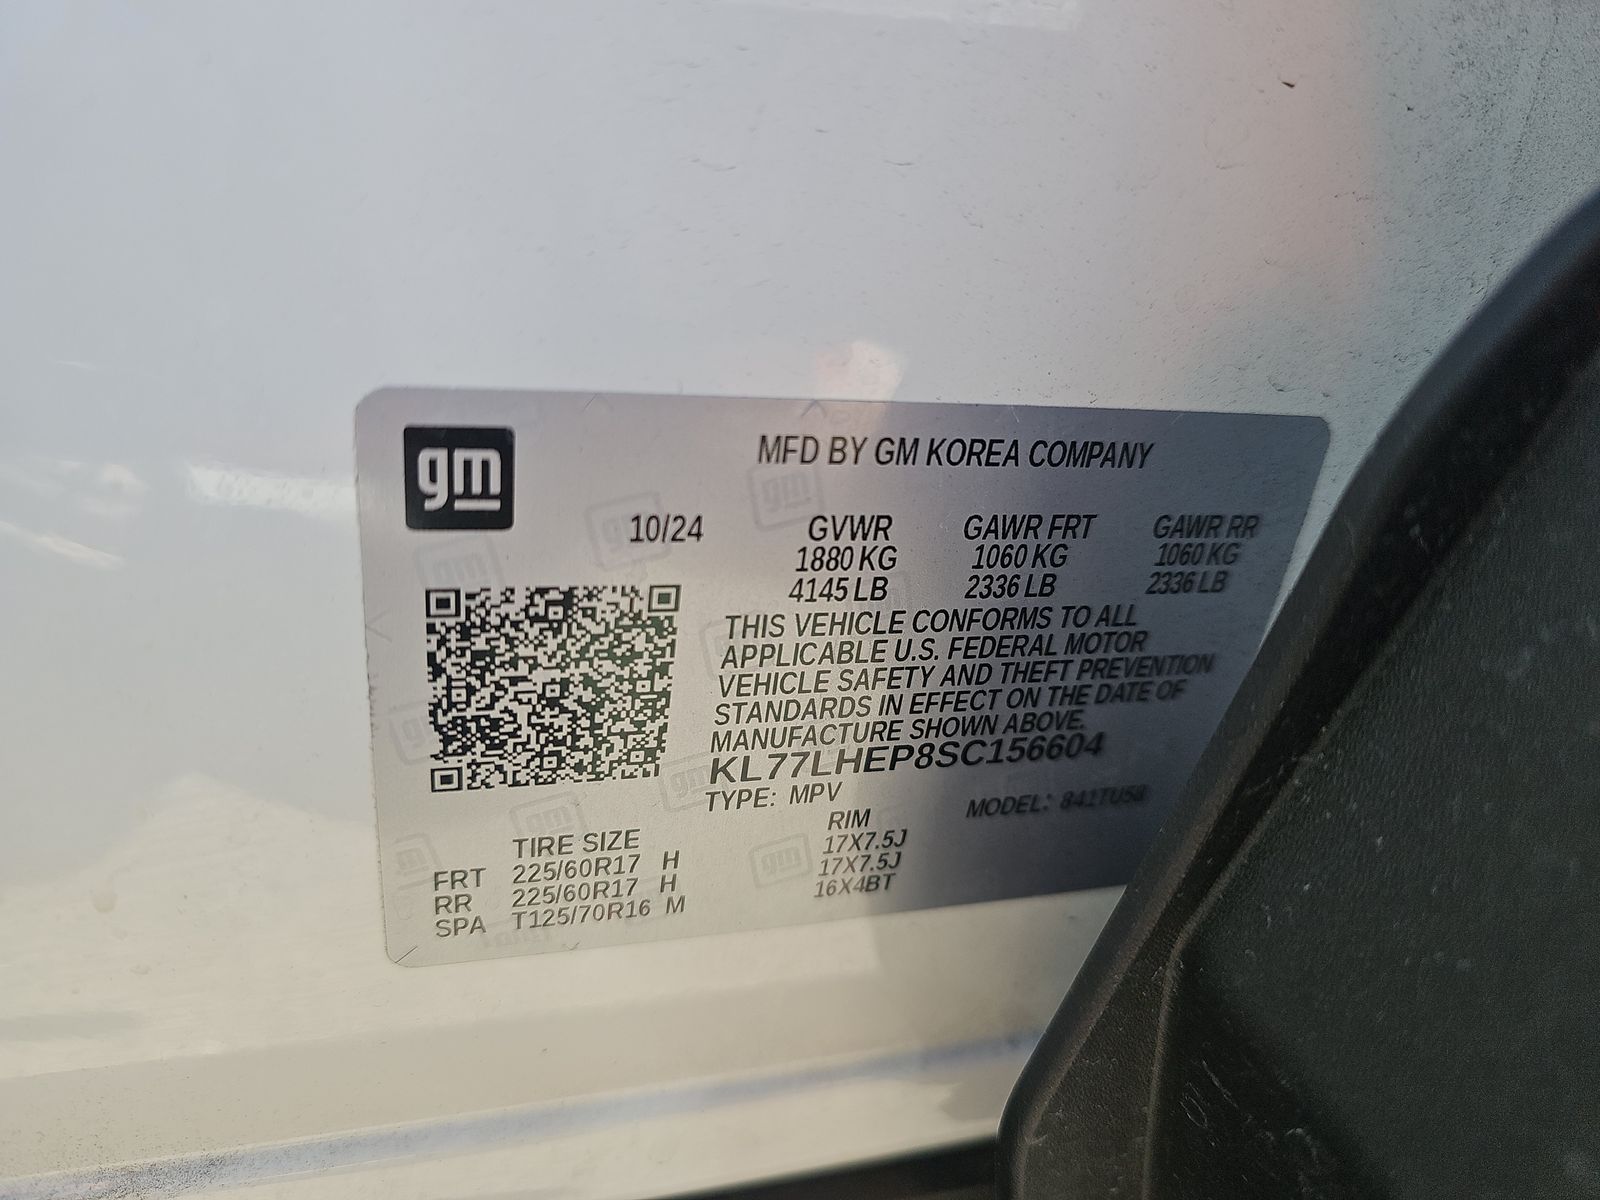 gm
MFD BY GM KOREA COMPANY
10/24 GVWR GAWR FRT GAWR RR
1880 KG 1060 KG 1060 KG
4145 LB 2336 LB 2336 LB
THIS VEHICLE CONFORMS TO ALL
APPLICABLE U.S. FEDERAL MOTOR
VEHICLE SAFETY AND THEFT PREVENTION
STANDARDS IN EFFECT ON THE DATE OF
MANUFACTURE SHOWN ABOVE.
KL77LHEP8SC156604
TYPE: MPV MODEL: 841TU58
TIRE SIZE RIM
FRT 225/60R17 H 17X7.5J
RR 225/60R17 H 17X7.5J
SPA T125/70R16 M 16X4BT